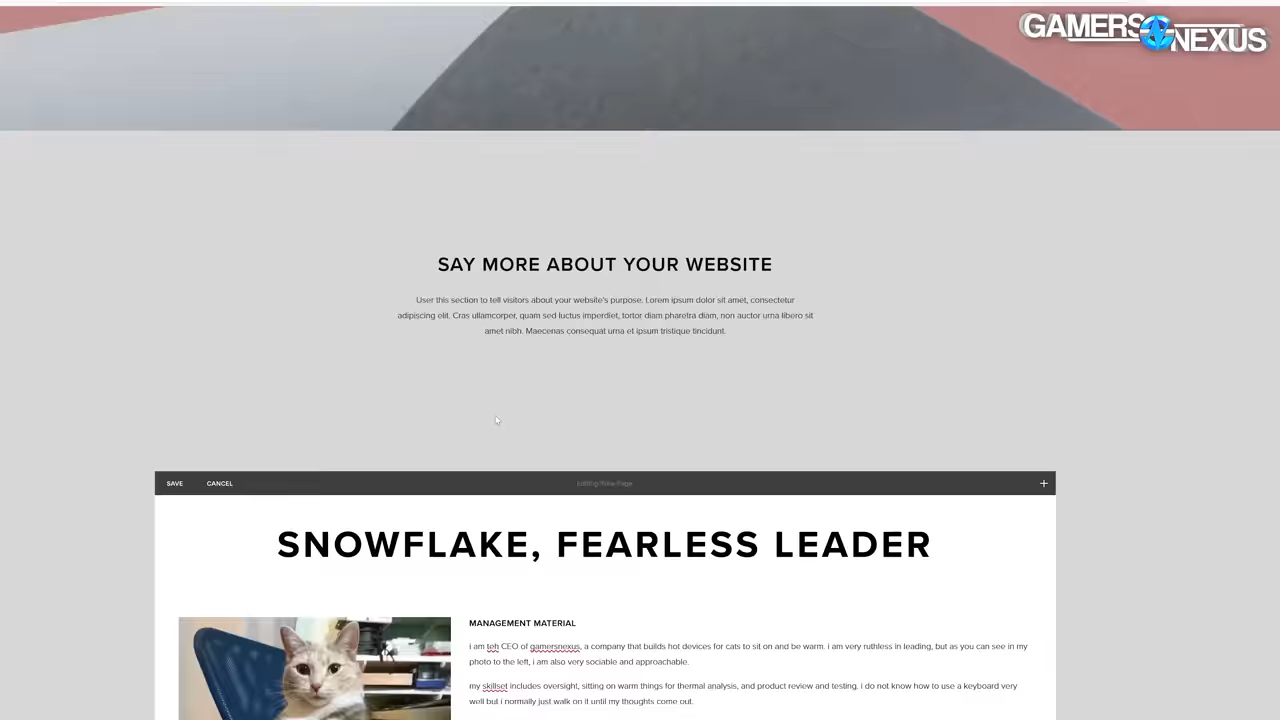 GAMERS NEXUS
SAY MORE ABOUT YOUR WEBSITE
User this section to tell visitors about your website's purpose. Lorem ipsum dolor sit amet, consectetur
adipiscing elit. Cras ullamcorper, quam sed luctus imperdiet, tortor diam pharetra diam, non auctor urna libero sit
amet nibh. Maecenas consequat urna et ipsum tristique tincidunt.
SAVE CANCEL
SNOWFLAKE, FEARLESS LEADER
MANAGEMENT MATERIAL
i am teh CEO of gamersnexus, a company that builds hot devices for cats to sit on and be warm. i am very ruthless in leading, but as you can see in my
photo to the left, i am also very sociable and approachable.
my skillset includes oversight, sitting on warm things for thermal analysis, and product review and testing. i do not know how to use a keyboard very
well but i normally just walk on it until my thoughts come out.